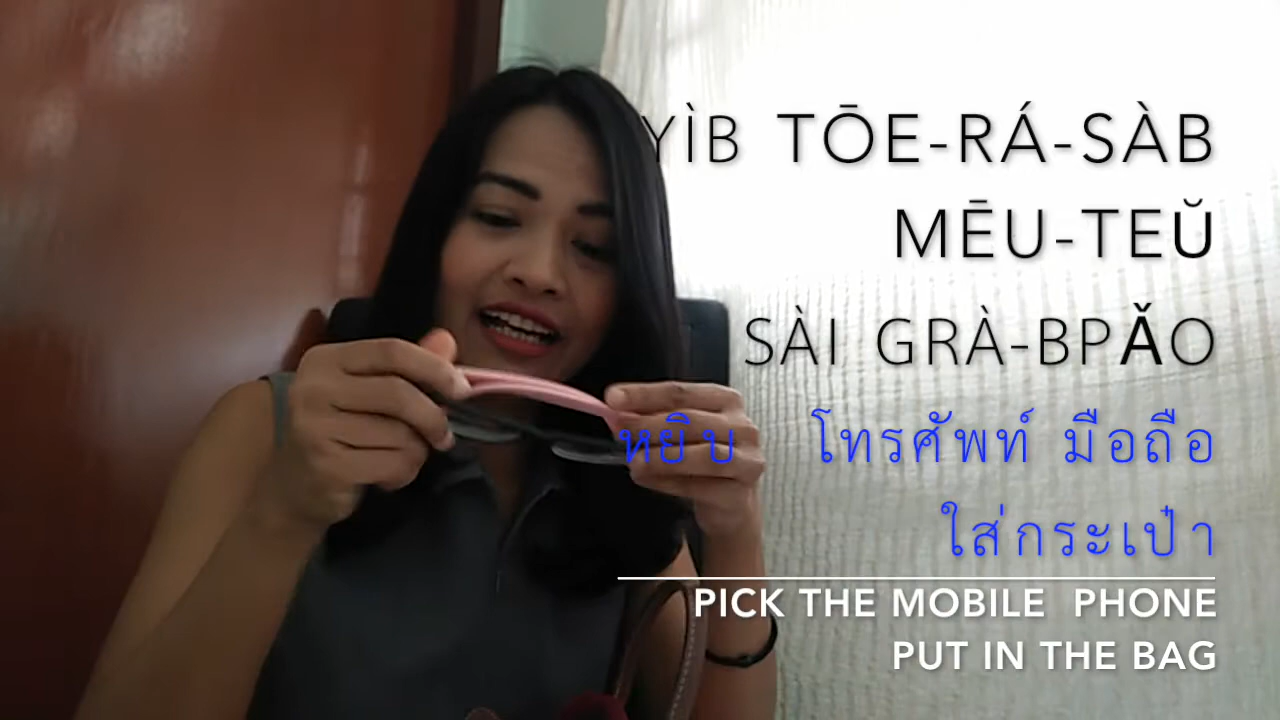 YÌB TŌE-RÁ-SÀB
MĒU-TEŬ
SÀI GRÀ-BPǍO
หยิบ โทรศัพท์ มือถือ
ใส่กระเป๋า
PICK THE MOBILE PHONE
PUT IN THE BAG